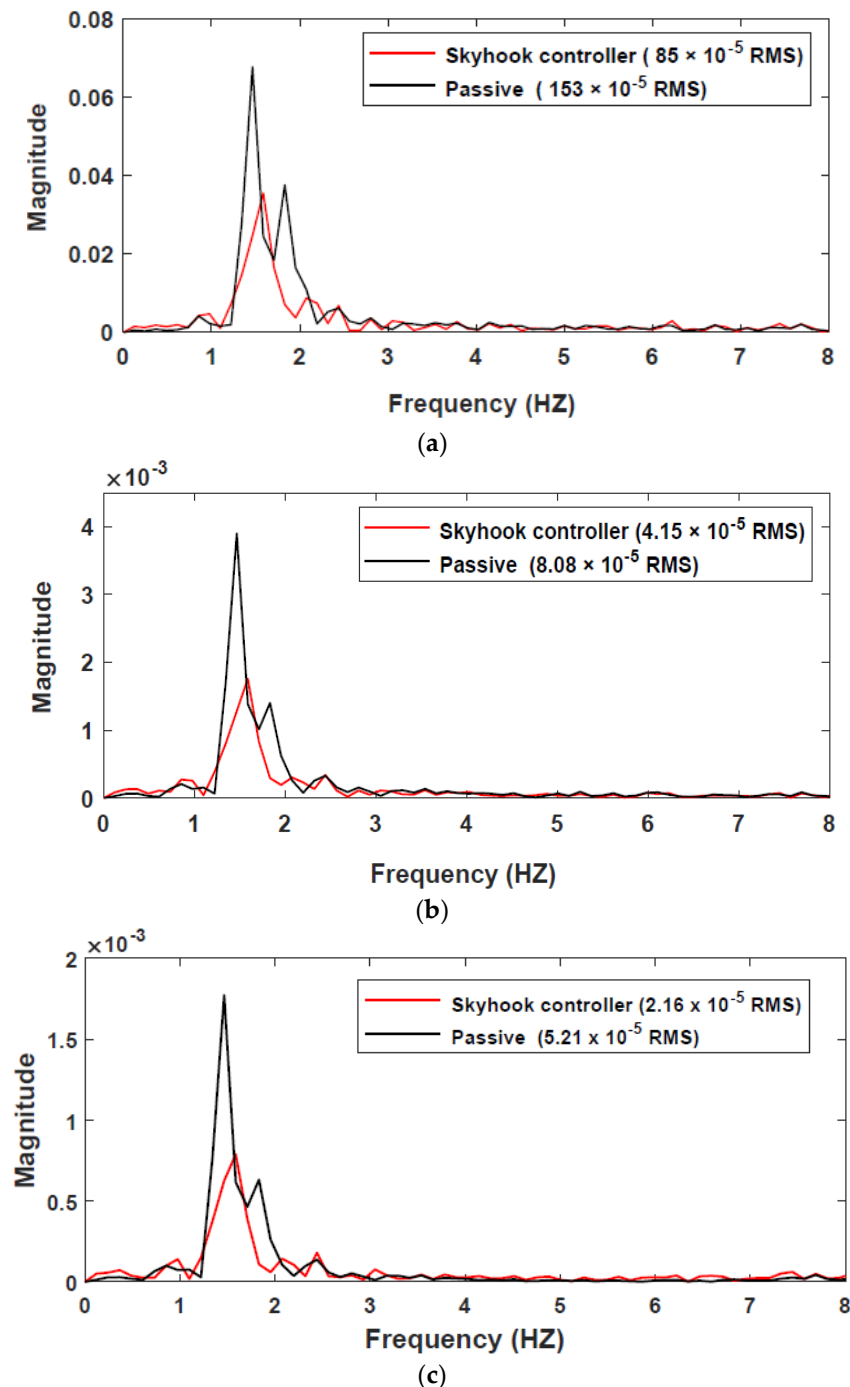 0.08
Skyhook controller ( 85 × 10-5 RMS)
Passive ( 153 × 10-5 RMS)
0.06
Magnitude
0.04
0.02
0
0 1 2 3 4 5 6 7 8
Frequency (HZ)
(a)
×10-3
4
Skyhook controller (4.15 × 10-5 RMS)
Passive (8.08 × 10-5 RMS)
3
Magnitude
2
1
0
0 1 2 3 4 5 6 7 8
Frequency (HZ)
(b)
×10-3
2
Skyhook controller (2.16 x 10-5 RMS)
Passive (5.21 x 10-5 RMS)
1.5
Magnitude
1
0.5
0
0 1 2 3 4 5 6 7 8
Frequency (HZ)
(c)